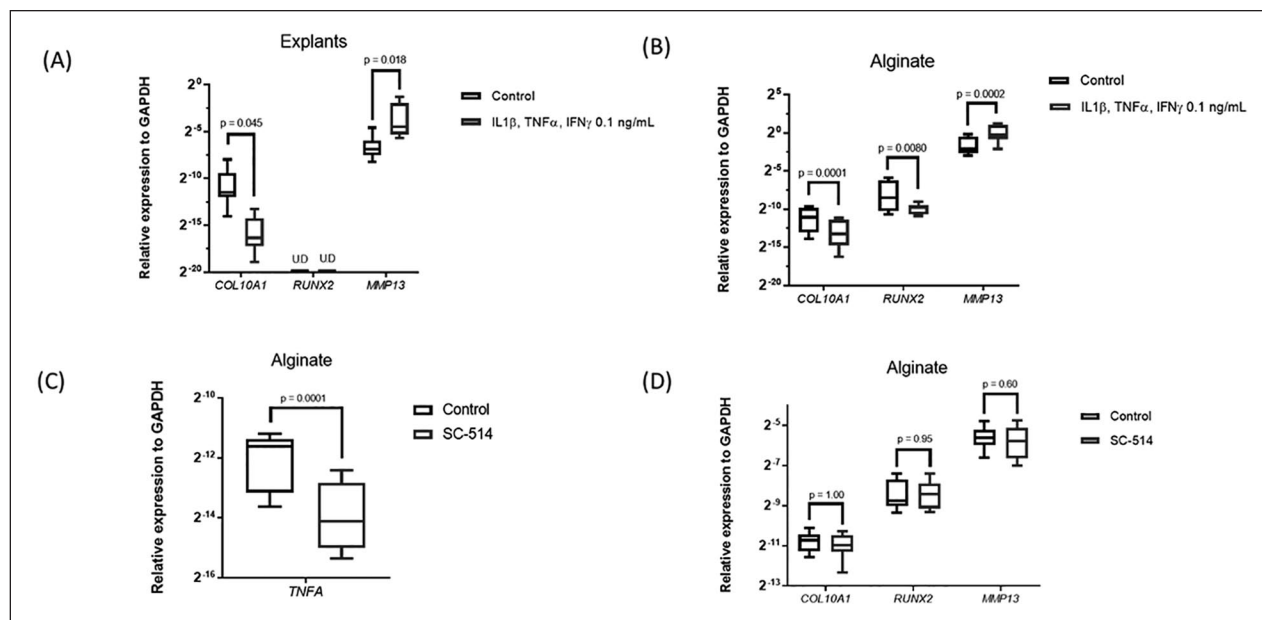 (A)
Explants
Relative expression to GAPDH
2^0
2^-5
2^-10
2^-15
2^-20
p = 0.045
p = 0.018
UD UD
COL10A1 RUNX2 MMP13
Control
IL1β, TNFα, IFNγ 0.1 ng/mL
(B)
Alginate
Relative expression to GAPDH
2^5
2^0
2^-5
2^-10
2^-15
2^-20
p = 0.0001
p = 0.0080
p = 0.0002
COL10A1 RUNX2 MMP13
Control
IL1β, TNFα, IFNγ 0.1 ng/mL
(C)
Alginate
Relative expression to GAPDH
2^-10
2^-12
2^-14
2^-16
p = 0.0001
TNFA
Control
SC-514
(D)
Alginate
Relative expression to GAPDH
2^-5
2^-7
2^-9
2^-11
2^-13
p = 1.00
p = 0.95
p = 0.60
COL10A1 RUNX2 MMP13
Control
SC-514